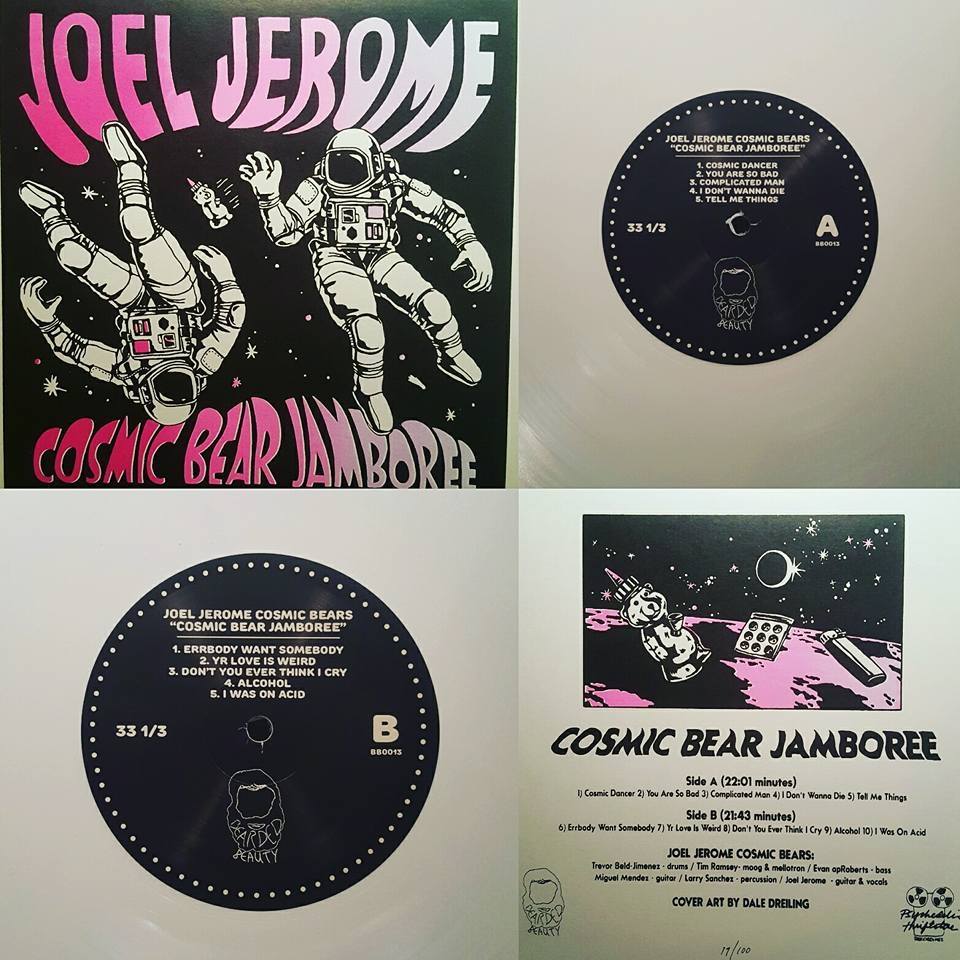 JOEL JEROME
COSMIC BEAR JAMBOREE
JOEL JEROME COSMIC BEARS
"COSMIC BEAR JAMBOREE"
1. COSMIC DANCER
2. YOU ARE SO BAD
3. COMPLICATED MAN
4. I DON'T WANNA DIE
5. TELL ME THINGS
33 1/3
A
BB0013
BEARDED
BEAUTY
JOEL JEROME COSMIC BEARS
"COSMIC BEAR JAMBOREE"
1. ERRBODY WANT SOMEBODY
2. YR LOVE IS WEIRD
3. DON'T YOU EVER THINK I CRY
4. ALCOHOL
5. I WAS ON ACID
33 1/3
B
BB0013
BEARDED
BEAUTY
COSMIC BEAR JAMBOREE
Side A (22:01 minutes)
1) Cosmic Dancer 2) You Are So Bad 3) Complicated Man 4) I Don't Wanna Die 5) Tell Me Things
Side B (21:43 minutes)
6) Errbody Want Somebody 7) Yr Love Is Weird 8) Don't You Ever Think I Cry 9) Alcohol 10) I Was On Acid
JOEL JEROME COSMIC BEARS:
Trevor Beld-Jimenez - drums / Tim Ramsey- moog & mellotron / Evan apRoberts - bass
Miguel Mendez - guitar / Larry Sanchez - percussion / Joel Jerome - guitar & vocals
COVER ART BY DALE DREILING
BEARDED
BEAUTY
Psychedelic
thriftstore
RECORDINGS
17/100